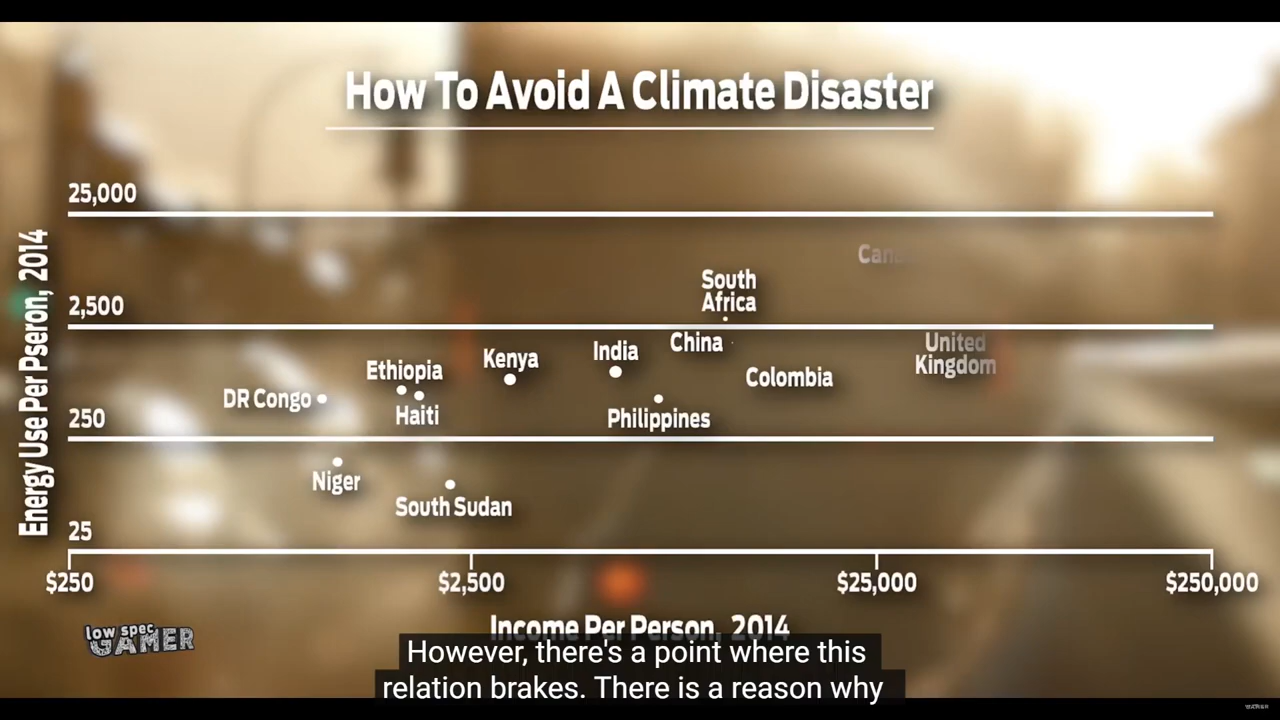 How To Avoid A Climate Disaster
25,000
Energy Use Per Pseron, 2014
South
Africa
2,500
China
United
Kingdom
India
Kenya
Ethiopia
Colombia
DR Congo
Haiti
Philippines
250
Niger
South Sudan
25
$250
$2,500
$25,000
$250,000
Income Per Person, 2014
low spec
GAMER
However, there's a point where this
relation brakes. There is a reason why